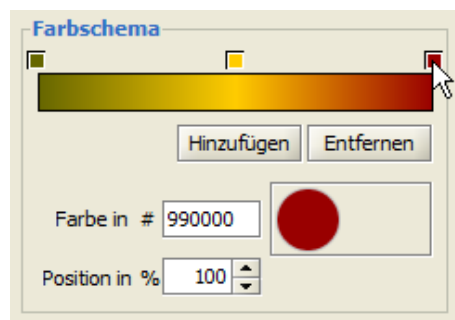 Farbschema
Hinzufügen Entfernen
Farbe in # 990000
Position in % 100